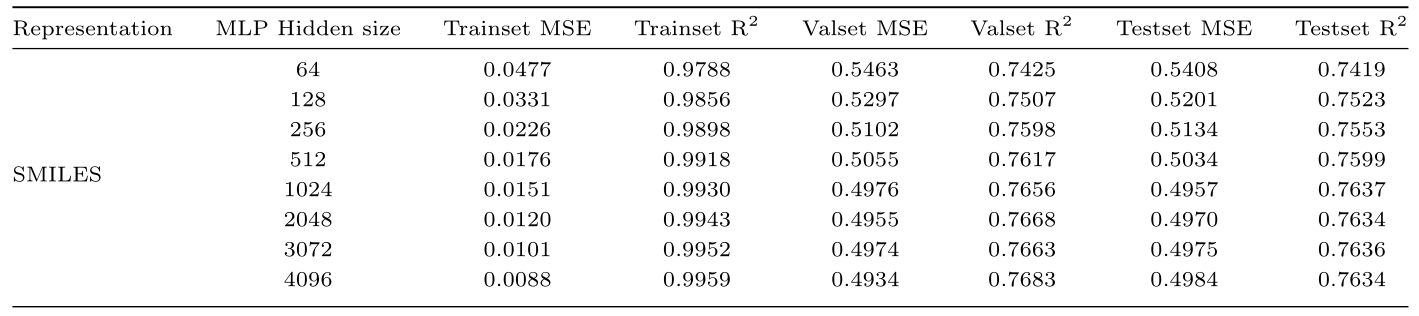 Representation MLP Hidden size Trainset MSE Trainset R² Valset MSE Valset R² Testset MSE Testset R²
64 0.0477 0.9788 0.5463 0.7425 0.5408 0.7419
128 0.0331 0.9856 0.5297 0.7507 0.5201 0.7523
256 0.0226 0.9898 0.5102 0.7598 0.5134 0.7553
512 0.0176 0.9918 0.5055 0.7617 0.5034 0.7599
SMILES
1024 0.0151 0.9930 0.4976 0.7656 0.4957 0.7637
2048 0.0120 0.9943 0.4955 0.7668 0.4970 0.7634
3072 0.0101 0.9952 0.4974 0.7663 0.4975 0.7636
4096 0.0088 0.9959 0.4934 0.7683 0.4984 0.7634